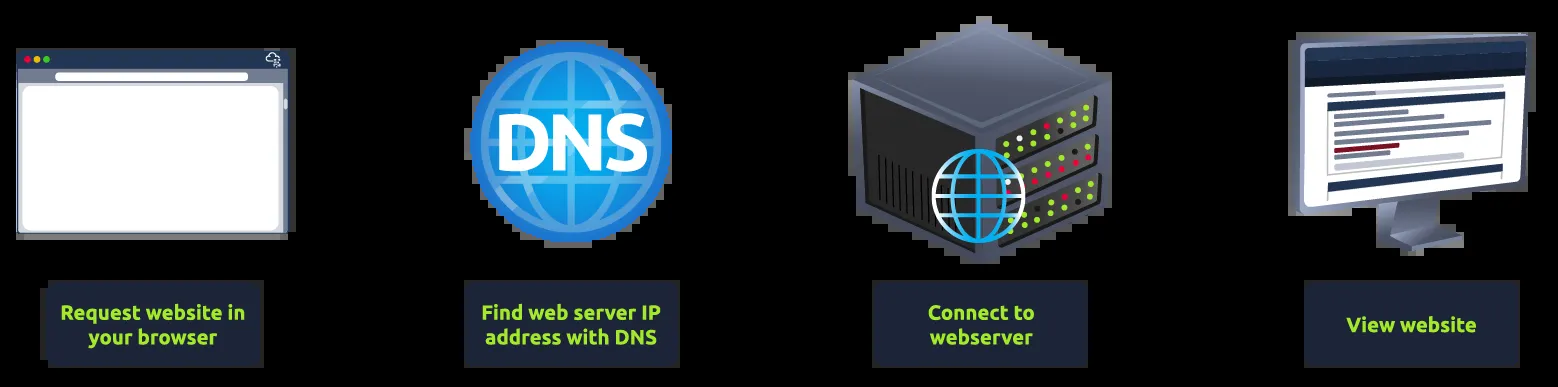 DNS
Request website in
your browser
Find web server IP
address with DNS
Connect to
webserver
View website